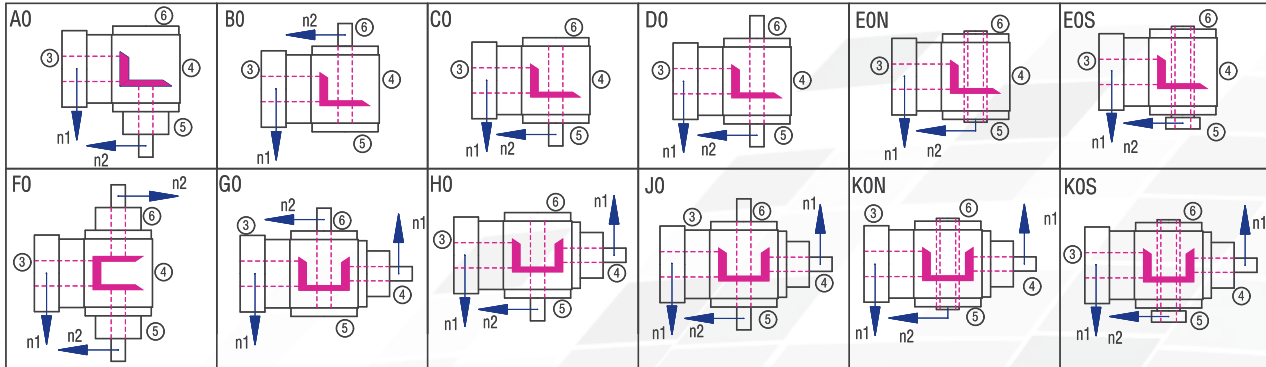 A0
⑥
③
④
n1
⑤
n2
B0
n2
⑥
③
④
n1
⑤
C0
⑥
③
④
n1
n2
⑤
D0
⑥
③
④
n1
n2
⑤
E0N
⑥
③
④
n1
n2
⑤
E0S
⑥
③
④
n1
n2
⑤
F0
n2
⑥
③
④
⑤
n1
n2
G0
③
n2
⑥
n1
④
n1
⑤
H0
⑥
n1
③
④
n1
n2
⑤
J0
③
⑥
n1
④
n1
n2
⑤
K0N
③
⑥
n1
④
n1
n2
⑤
K0S
⑥
n1
③
④
n1
n2
⑤